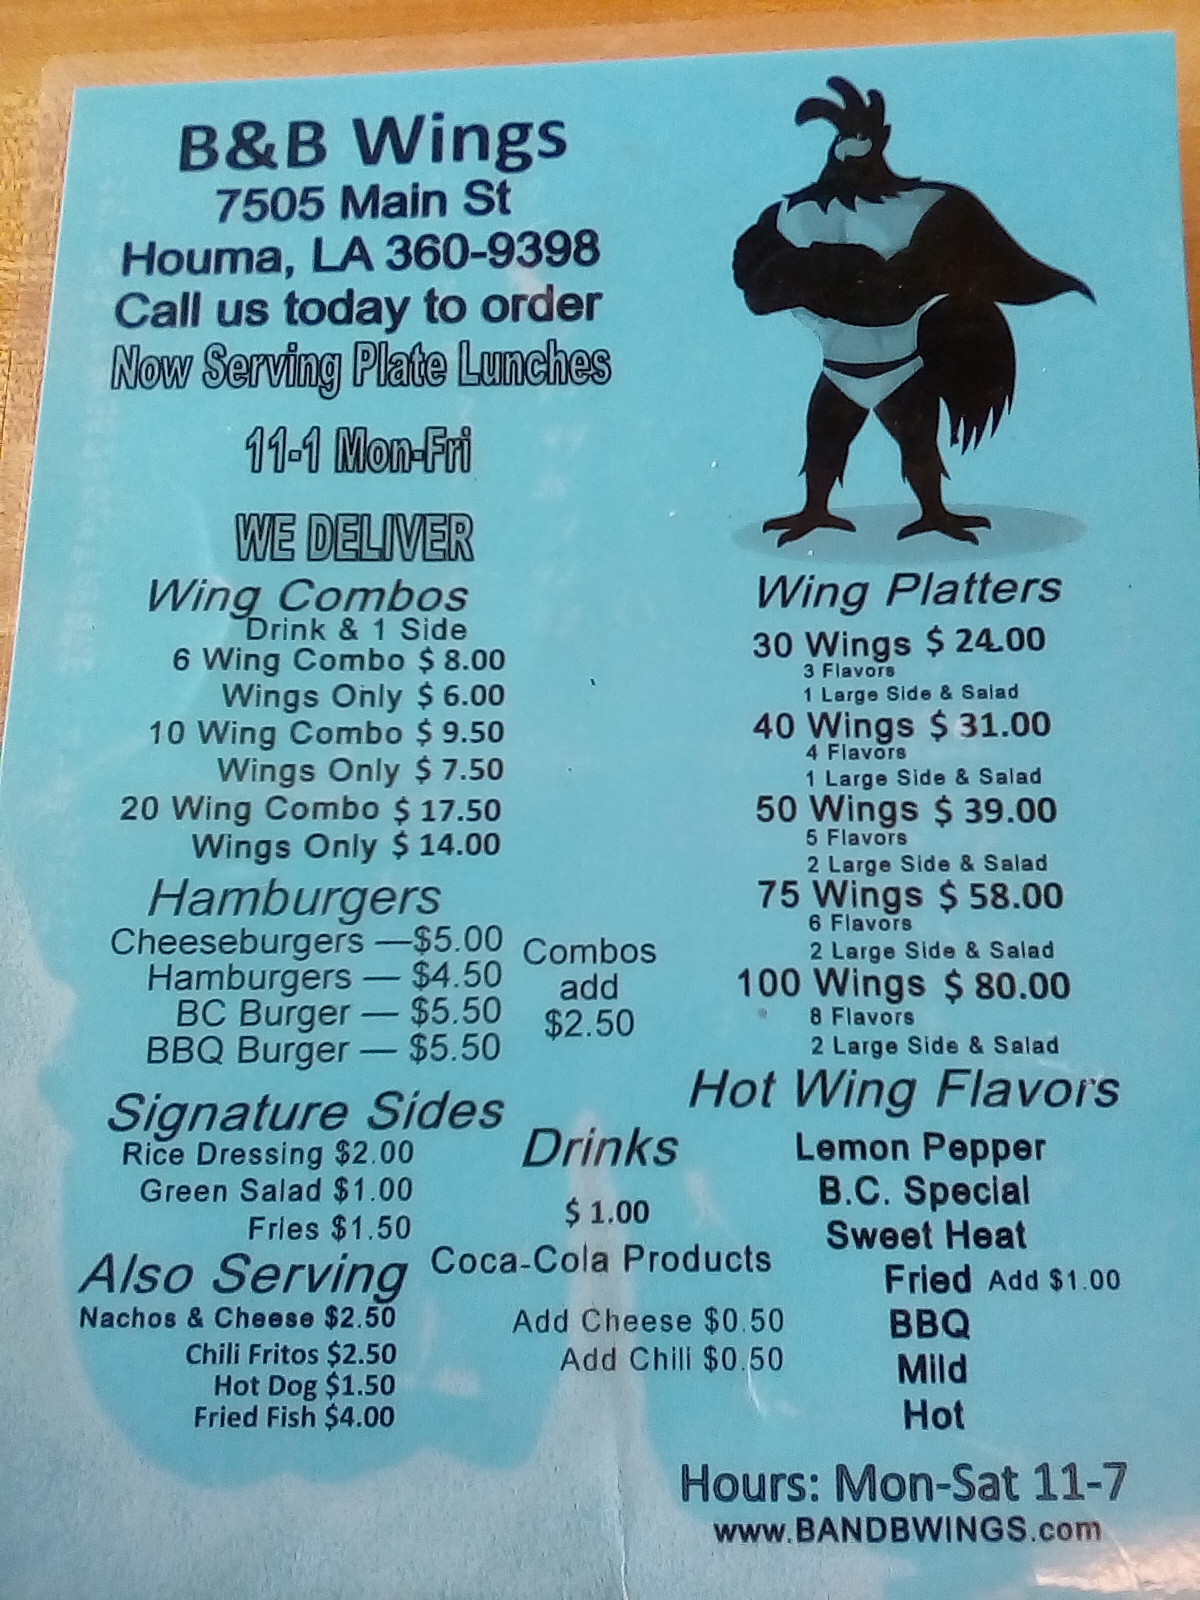 B&B Wings
7505 Main St
Houma, LA 360-9398
Call us today to order
Now Serving Plate Lunches
11-1 Mon-Fri
WE DELIVER
Wing Combos
Drink & 1 Side
6 Wing Combo $ 8.00
Wings Only $ 6.00
10 Wing Combo $ 9.50
Wings Only $ 7.50
20 Wing Combo $ 17.50
Wings Only $ 14.00
Hamburgers
Cheeseburgers —$5.00
Hamburgers — $4.50
BC Burger — $5.50
BBQ Burger — $5.50
Combos
add
$2.50
Signature Sides
Rice Dressing $2.00
Green Salad $1.00
Fries $1.50
Also Serving
Nachos & Cheese $2.50
Chili Fritos $2.50
Hot Dog $1.50
Fried Fish $4.00
Drinks
$ 1.00
Coca-Cola Products
Add Cheese $0.50
Add Chili $0.50
Wing Platters
30 Wings $ 24.00
3 Flavors
1 Large Side & Salad
40 Wings $ 31.00
4 Flavors
1 Large Side & Salad
50 Wings $ 39.00
5 Flavors
2 Large Side & Salad
75 Wings $ 58.00
6 Flavors
2 Large Side & Salad
100 Wings $ 80.00
8 Flavors
2 Large Side & Salad
Hot Wing Flavors
Lemon Pepper
B.C. Special
Sweet Heat
Fried Add $1.00
BBQ
Mild
Hot
Hours: Mon-Sat 11-7
www.BANDBWINGS.com